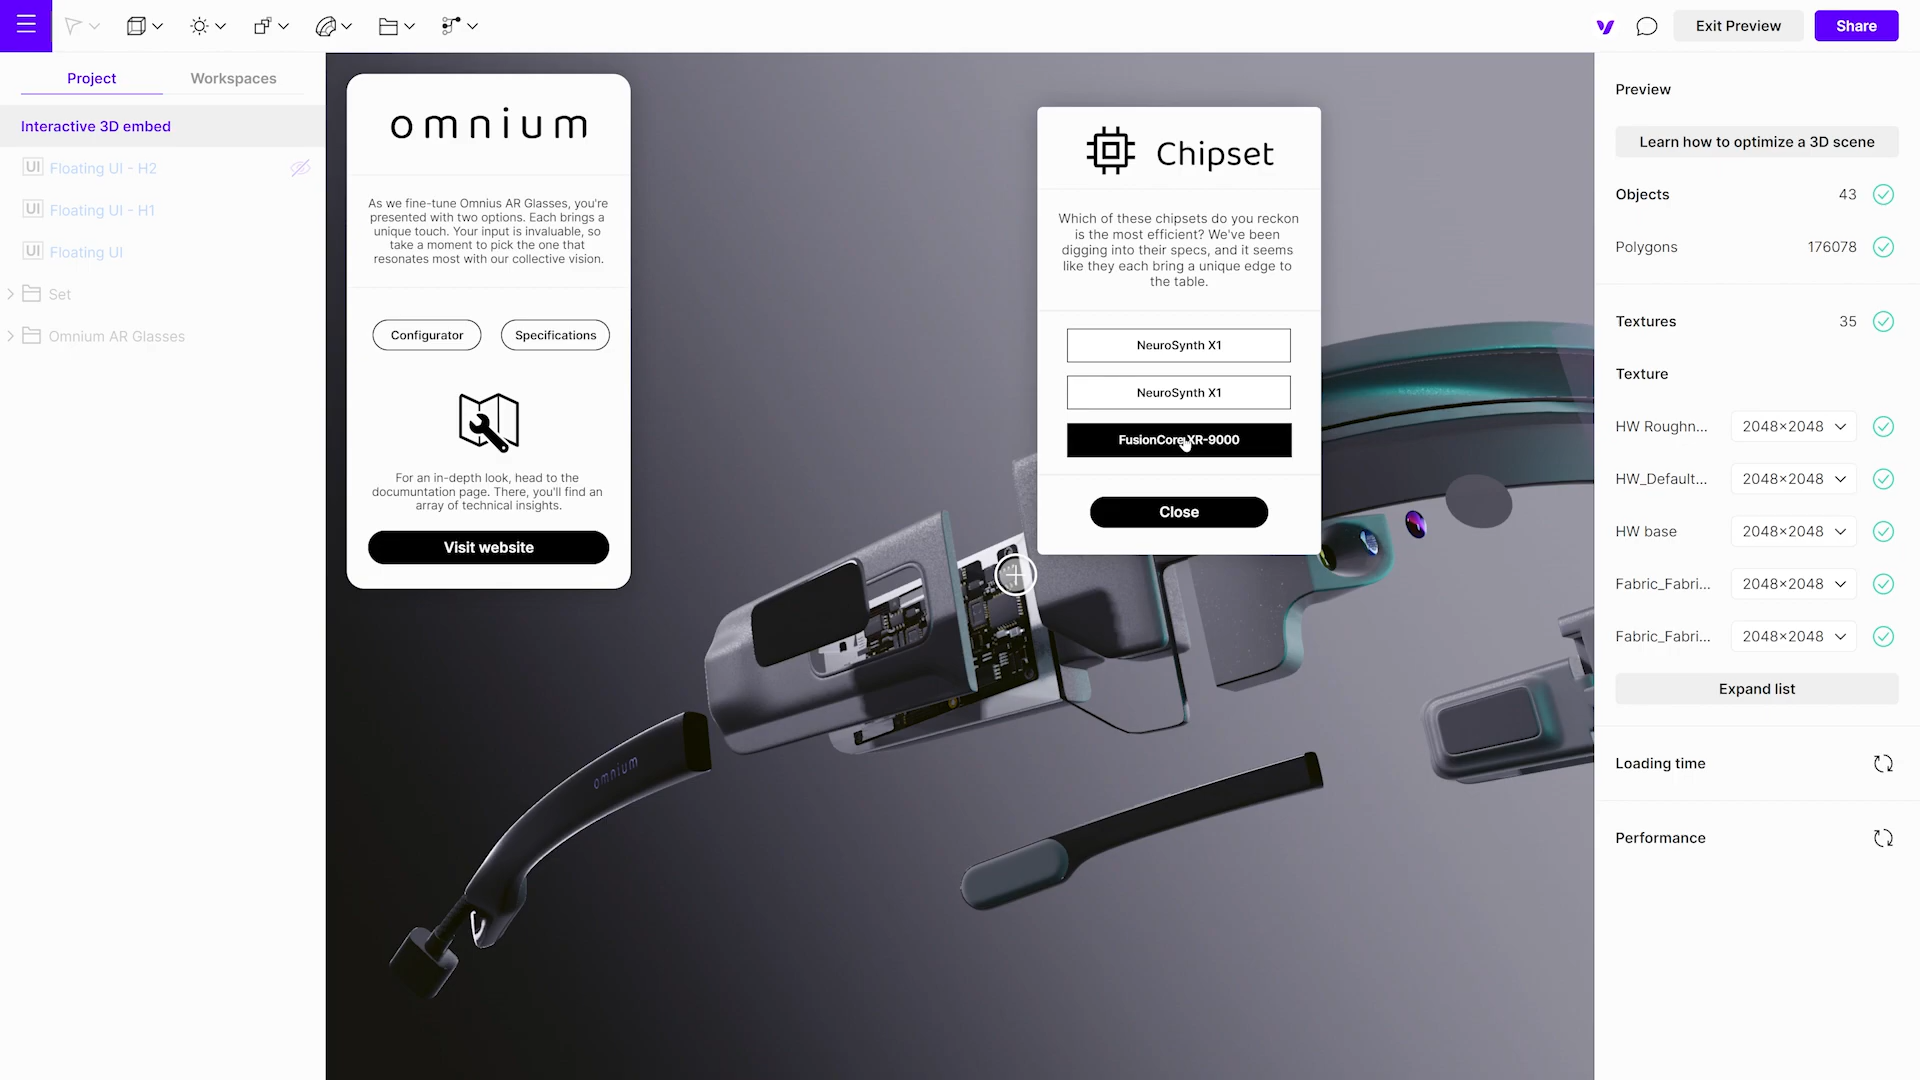 Exit Preview
Share
Project
Workspaces
Interactive 3D embed
UI Floating UI - H2
UI Floating UI - H1
UI Floating UI
Set
Omnium AR Glasses
omnium
As we fine-tune Omnius AR Glasses, you're
presented with two options. Each brings a
unique touch. Your input is invaluable, so
take a moment to pick the one that
resonates most with our collective vision.
Configurator
Specifications
For an in-depth look, head to the
documuntation page. There, you'll find an
array of technical insights.
Visit website
Chipset
Which of these chipsets do you reckon
is the most efficient? We've been
digging into their specs, and it seems
like they each bring a unique edge to
the table.
NeuroSynth X1
NeuroSynth X1
FusionCore XR-9000
Close
omnium
Preview
Learn how to optimize a 3D scene
Objects 43
Polygons 176078
Textures 35
Texture
HW Roughn... 2048×2048
HW_Default... 2048×2048
HW base 2048×2048
Fabric_Fabri... 2048×2048
Fabric_Fabri... 2048×2048
Expand list
Loading time
Performance